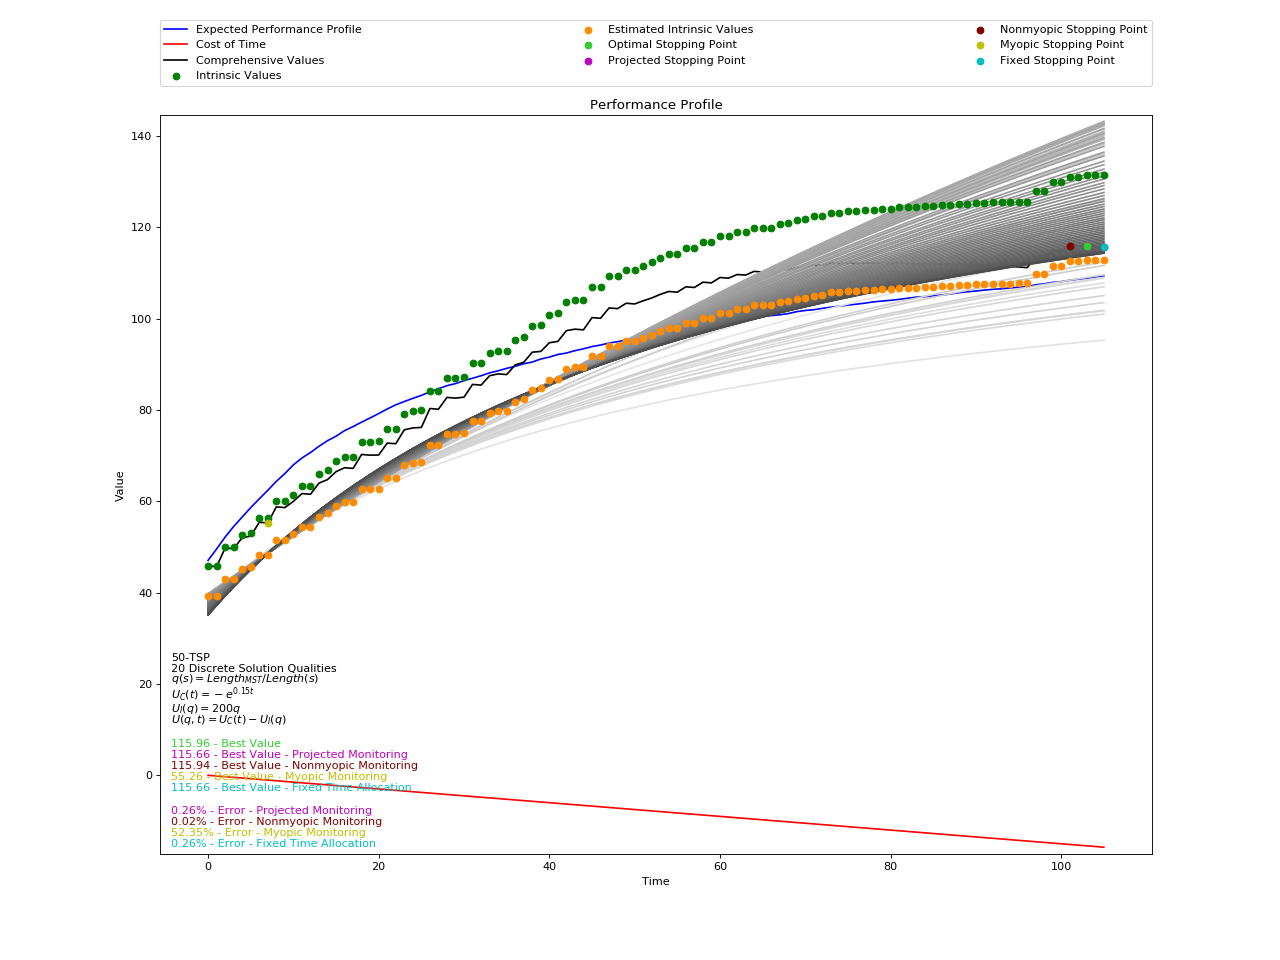 Expected Performance Profile
Cost of Time
Comprehensive Values
Intrinsic Values
Estimated Intrinsic Values
Optimal Stopping Point
Projected Stopping Point
Nonmyopic Stopping Point
Myopic Stopping Point
Fixed Stopping Point
Performance Profile
140
120
100
80
60
40
20
0
Value
50-TSP
20 Discrete Solution Qualities
q(s) = Length_MST/Length(s)
U_C(t) = −e^{0.15t}
U_I(q) = 200q
U(q, t) = U_C(t) − U_I(q)
115.96 - Best Value
115.66 - Best Value - Projected Monitoring
115.94 - Best Value - Nonmyopic Monitoring
55.26 - Best Value - Myopic Monitoring
115.66 - Best Value - Fixed Time Allocation
0.26% - Error - Projected Monitoring
0.02% - Error - Nonmyopic Monitoring
52.35% - Error - Myopic Monitoring
0.26% - Error - Fixed Time Allocation
0 20 40 60 80 100
Time